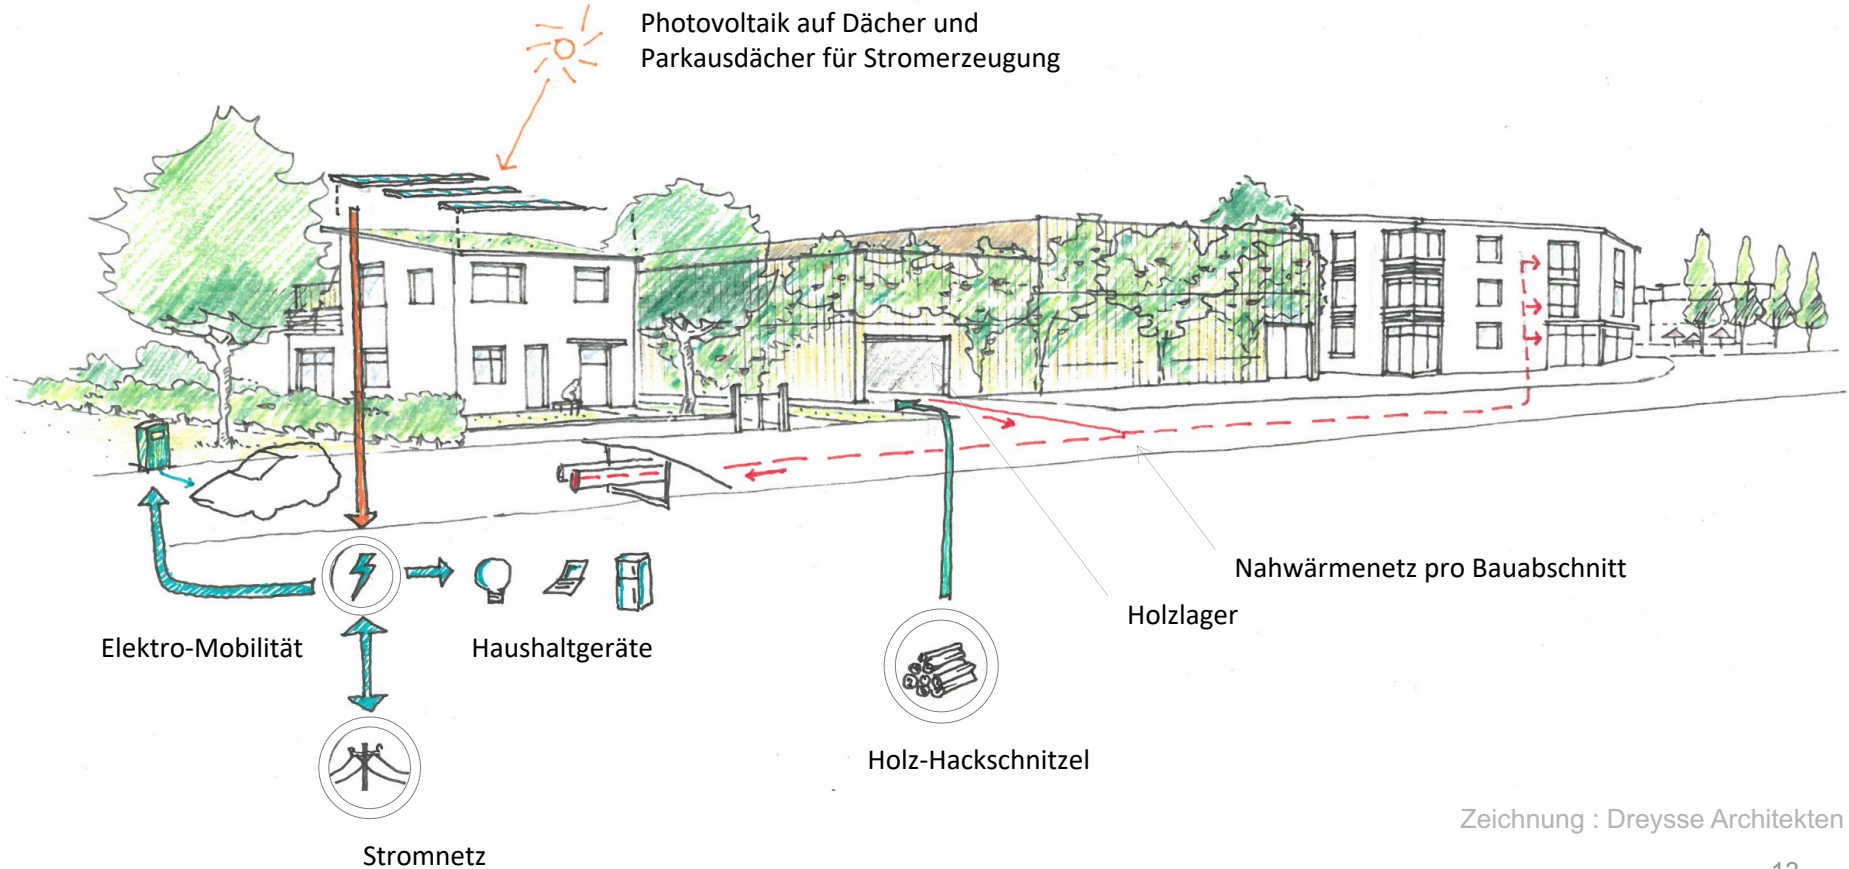 Photovoltaik auf Dächer und
Parkausdächer für Stromerzeugung
Nahwärmenetz pro Bauabschnitt
Holzlager
Elektro-Mobilität
Haushaltgeräte
Holz-Hackschnitzel
Stromnetz
Zeichnung : Dreysse Architekten